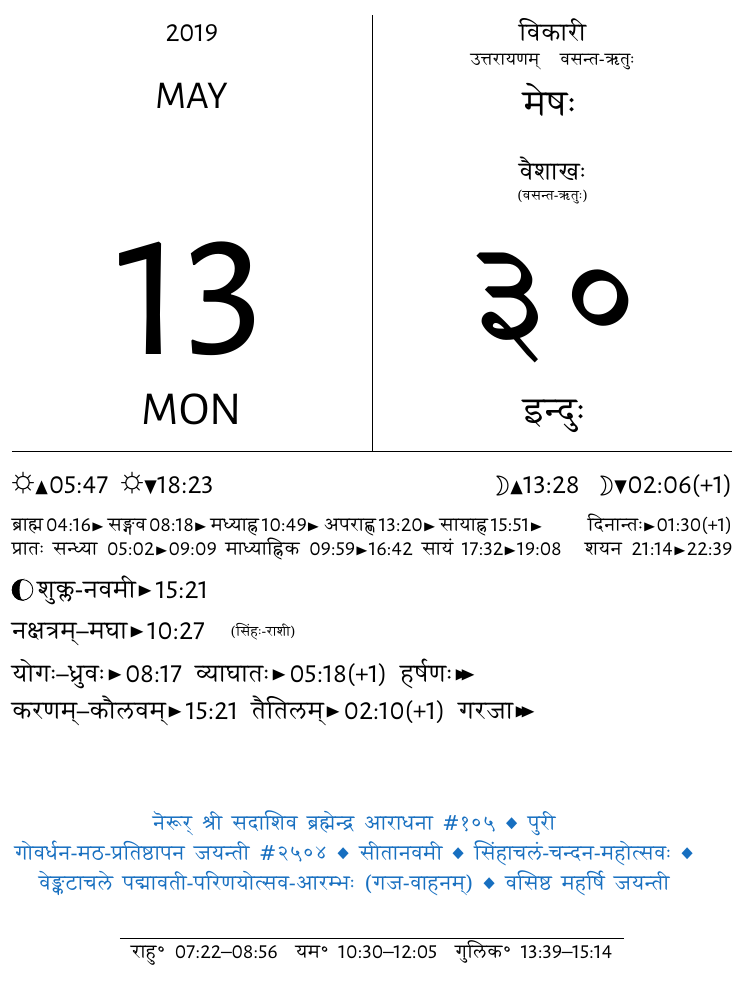 2019
MAY
13
MON
विकारी
उत्तरायणम् वसन्त-ऋतुः
मेषः
वैशाखः
(वसन्त-ऋतुः)
३०
इन्दुः
☼▲05:47 ☼▼18:23 ☽▲13:28 ☽▼02:06(+1)
ब्राह्म 04:16► सङ्गव 08:18► मध्याह्न 10:49► अपराह्ण 13:20► सायाह्न 15:51► दिनान्तः►01:30(+1)
प्रातः सन्ध्या 05:02►09:09 माध्याह्निक 09:59►16:42 सायं 17:32►19:08 शयन 21:14►22:39
शुक्ल-नवमी►15:21
नक्षत्रम्–मघा►10:27 (सिंहः-राशी)
योगः–ध्रुवः►08:17 व्याघातः►05:18(+1) हर्षणः►►
करणम्–कौलवम्►15:21 तैतिलम्►02:10(+1) गरजा►►
नॆरूर् श्री सदाशिव ब्रह्मेन्द्र आराधना #१०५ ◆ पुरी
गोवर्धन-मठ-प्रतिष्ठापन जयन्ती #२५०४ ◆ सीतानवमी ◆ सिंहाचलं-चन्दन-महोत्सवः ◆
वेङ्कटाचले पद्मावती-परिणयोत्सव-आरम्भः (गज-वाहनम्) ◆ वसिष्ठ महर्षि जयन्ती
राहु° 07:22–08:56 यम° 10:30–12:05 गुलिक° 13:39–15:14